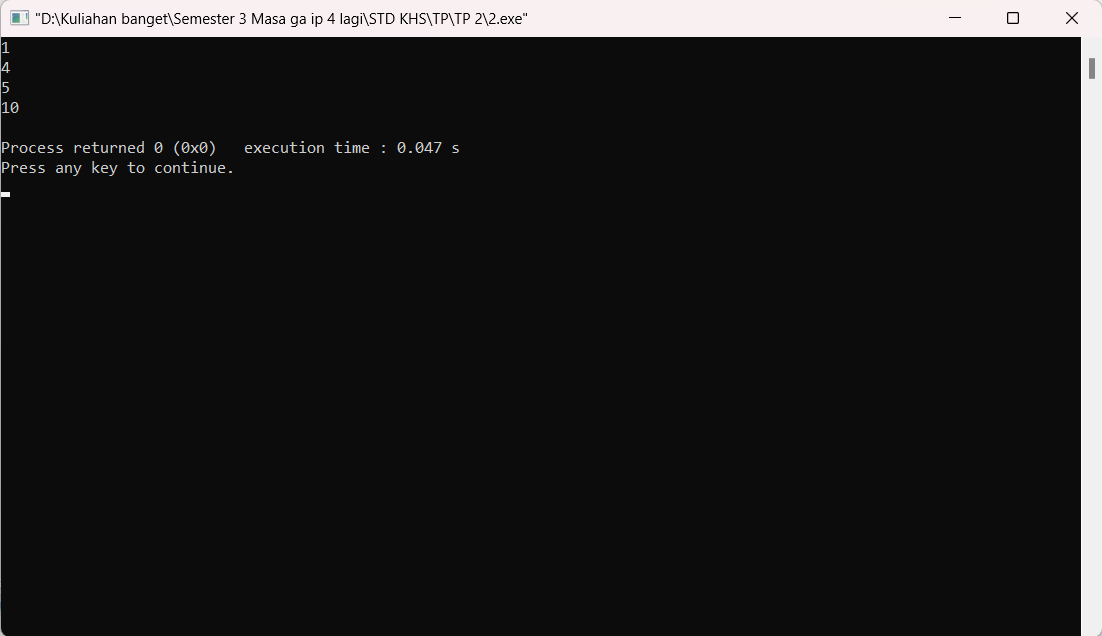 "D:\Kuliahan banget\Semester 3 Masa ga ip 4 lagi\STD KHS\TP\TP 2\2.exe"
1
4
5
10
Process returned 0 (0x0)   execution time : 0.047 s
Press any key to continue.